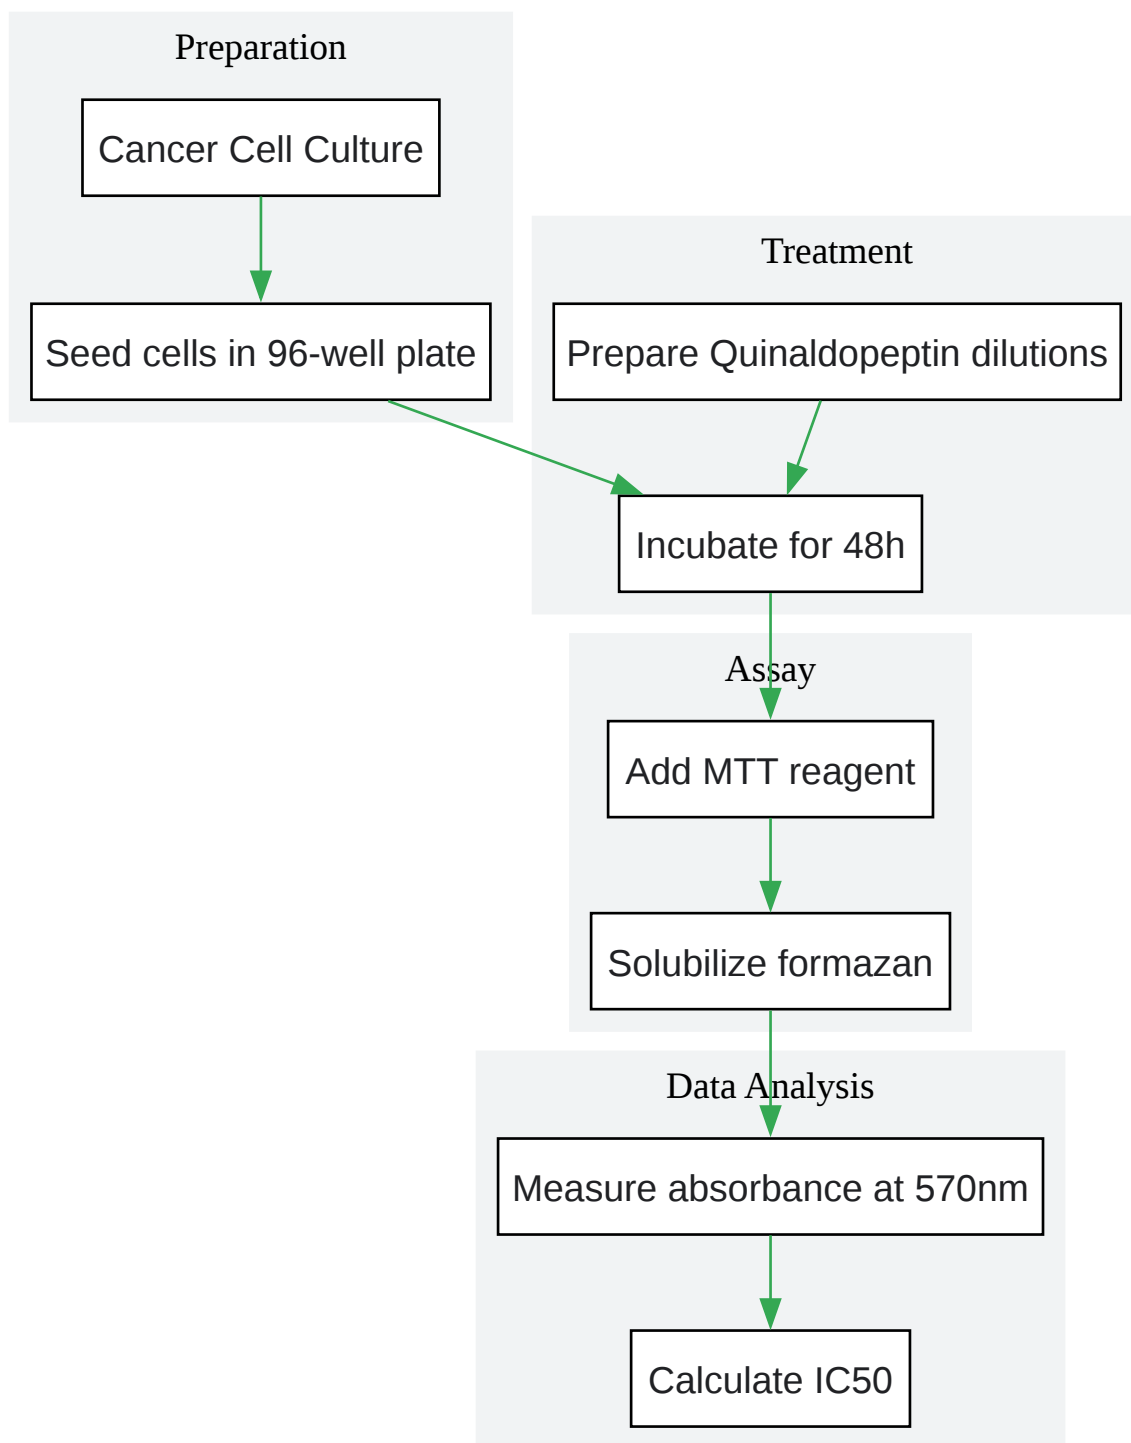 Preparation
Cancer Cell Culture
Seed cells in 96-well plate
Treatment
Prepare Quinaldopeptin dilutions
Incubate for 48h
Assay
Add MTT reagent
Solubilize formazan
Data Analysis
Measure absorbance at 570nm
Calculate IC50